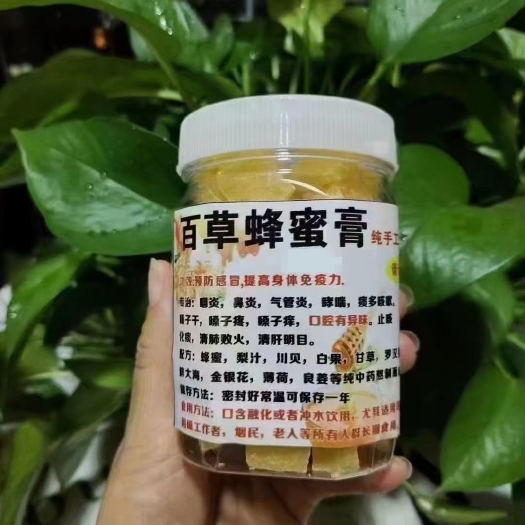 百草蜂蜜膏 纯手工
预防感冒,提高身体免疫力.
专治:咽炎,鼻炎,气管炎,哮喘,痰多咳嗽,
嗓子干,嗓子疼,嗓子痒,口腔有异味.止咳
化痰,清肺败火,清肝明目.
配方:蜂蜜,梨汁,川贝,白果,甘草,罗汉
胖大海,金银花,薄荷,良姜等纯中药熬制
保存方法:密封好常温可保存一年
食用方法:口含融化或者冲水饮用,尤其适用
工作者,烟民,老人等所有人群长期食用